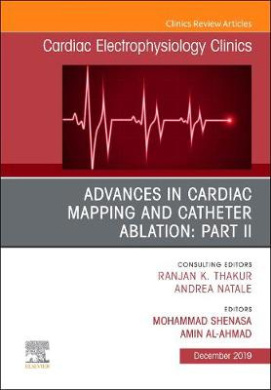 Clinics Review Articles
Cardiac Electrophysiology Clinics
ADVANCES IN CARDIAC
MAPPING AND CATHETER
ABLATION: PART II
CONSULTING EDITORS
RANJAN K. THAKUR
ANDREA NATALE
EDITORS
MOHAMMAD SHENASA
AMIN AL-AHMAD
ELSEVIER
December 2019